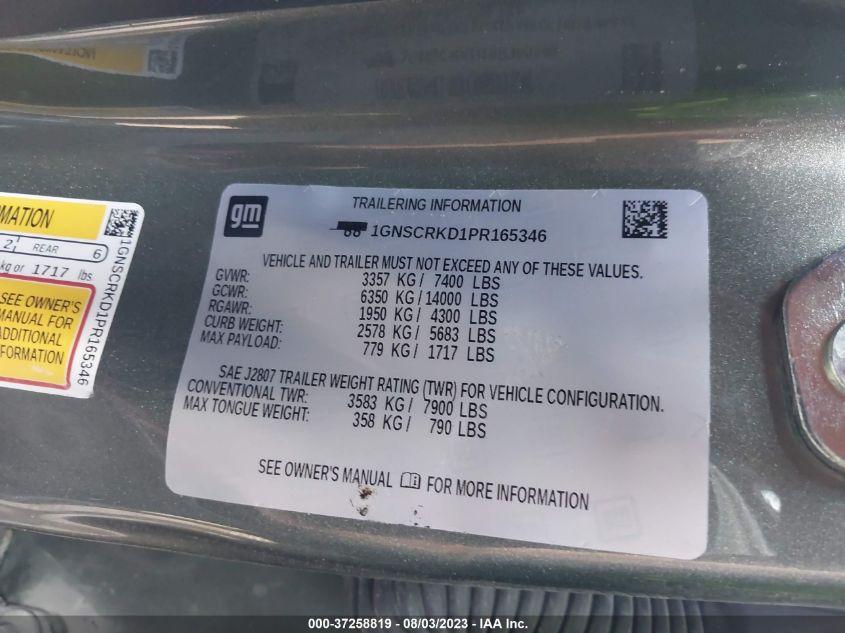 MATION
2 REAR 6
kg or 1717 lbs
SEE OWNER'S
MANUAL FOR
ADDITIONAL
INFORMATION
1GNSCRKD1PR165346
gm
TRAILERING INFORMATION
1GNSCRKD1PR165346
VEHICLE AND TRAILER MUST NOT EXCEED ANY OF THESE VALUES.
GVWR: 3357 KG/ 7400 LBS
GCWR: 6350 KG/14000 LBS
RGAWR: 1950 KG/ 4300 LBS
CURB WEIGHT: 2578 KG/ 5683 LBS
MAX PAYLOAD: 779 KG/ 1717 LBS
SAE J2807 TRAILER WEIGHT RATING (TWR) FOR VEHICLE CONFIGURATION.
CONVENTIONAL TWR: 3583 KG/ 7900 LBS
MAX TONGUE WEIGHT: 358 KG/ 790 LBS
SEE OWNER'S MANUAL FOR MORE INFORMATION
000-37258819 - 08/03/2023 - IAA Inc.